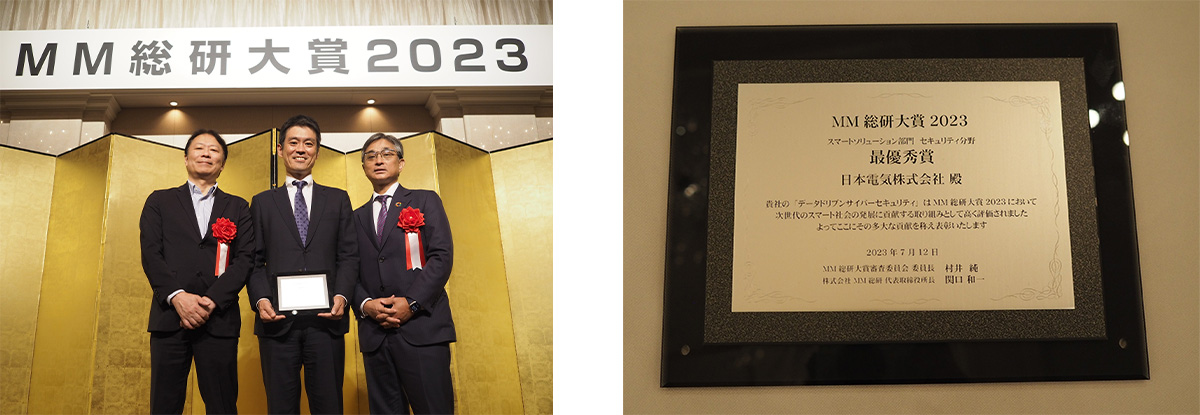 MM総研大賞2023
MM 総研大賞 2023
スマートソリューション部門 セキュリティ分野
最優秀賞
日本電気株式会社 殿
貴社の「データドリブンサイバーセキュリティ」は MM 総研大賞 2023 において
次世代のスマート社会の発展に貢献する取り組みとして高く評価されました
よってここにその多大な貢献を称え表彰いたします
2023 年 7 月 12 日
MM 総研大賞審査委員会 委員長 村井 純
株式会社 MM 総研 代表取締役所長 関口 和一